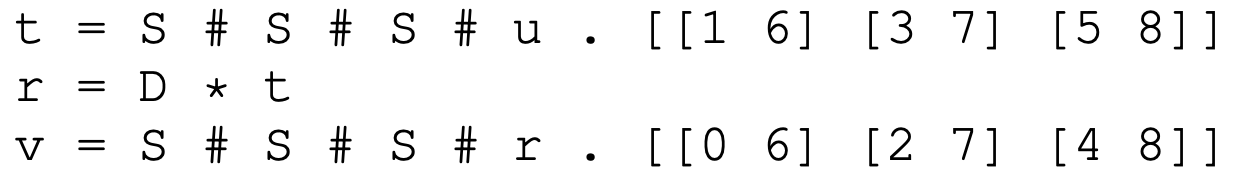 t = S # S # S # u . [[1 6] [3 7] [5 8]]
r = D * t
v = S # S # S # r . [[0 6] [2 7] [4 8]]